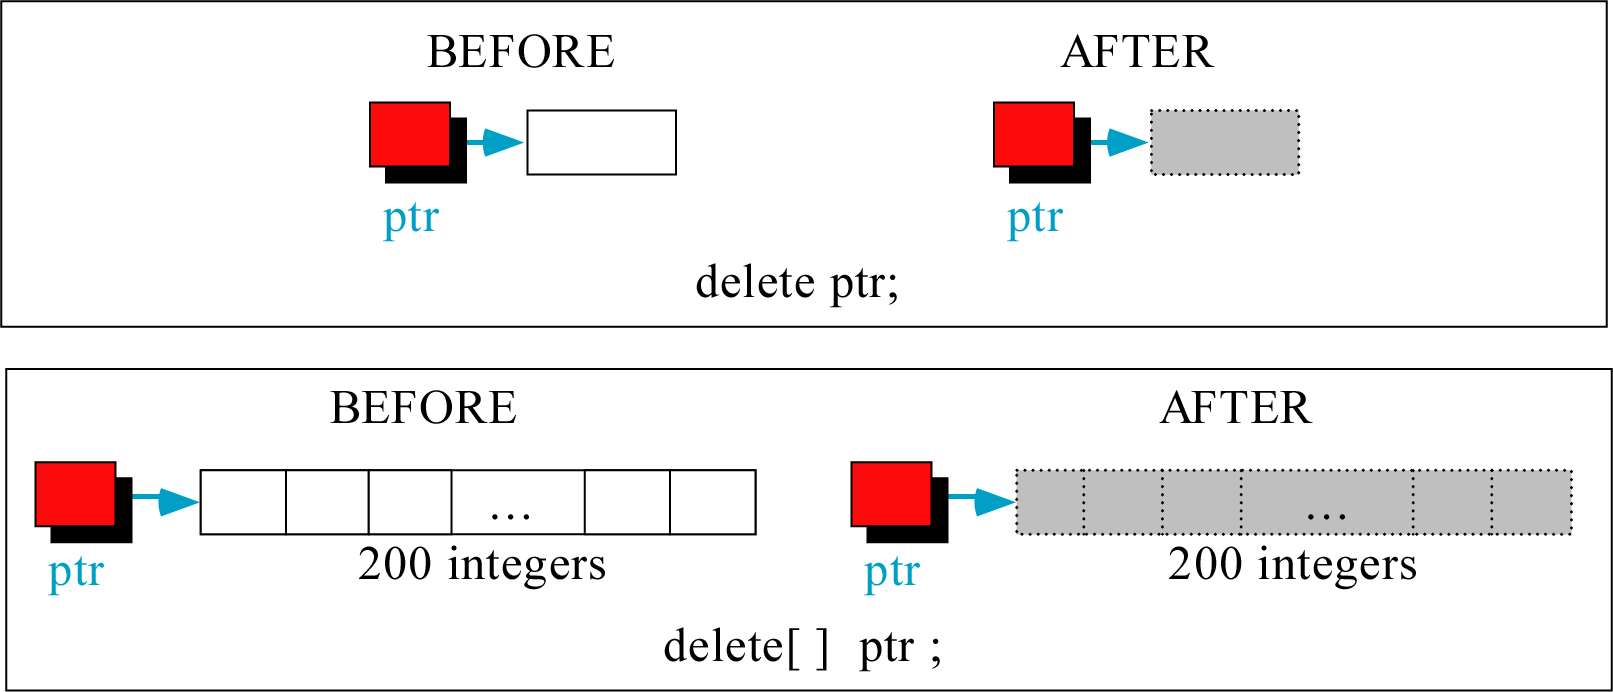 BEFORE AFTER
ptr ptr
delete ptr;
BEFORE AFTER
... ...
ptr 200 integers ptr 200 integers
delete[ ] ptr ;